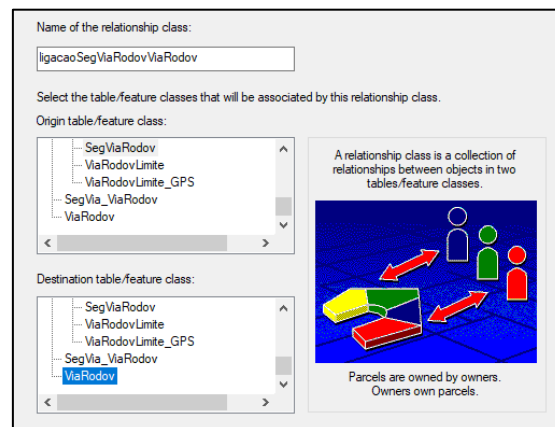 Name of the relationship class:
ligacaoSegViaRodovViaRodov
Select the table/feature classes that will be associated by this relationship class.
Origin table/feature class:
SegViaRodov
ViaRodovLimite
ViaRodovLimite_GPS
SegVia_ViaRodov
ViaRodov
A relationship class is a collection of
relationships between objects in two
tables/feature classes.
Destination table/feature class:
SegViaRodov
ViaRodovLimite
ViaRodovLimite_GPS
SegVia_ViaRodov
ViaRodov
Parcels are owned by owners.
Owners own parcels.